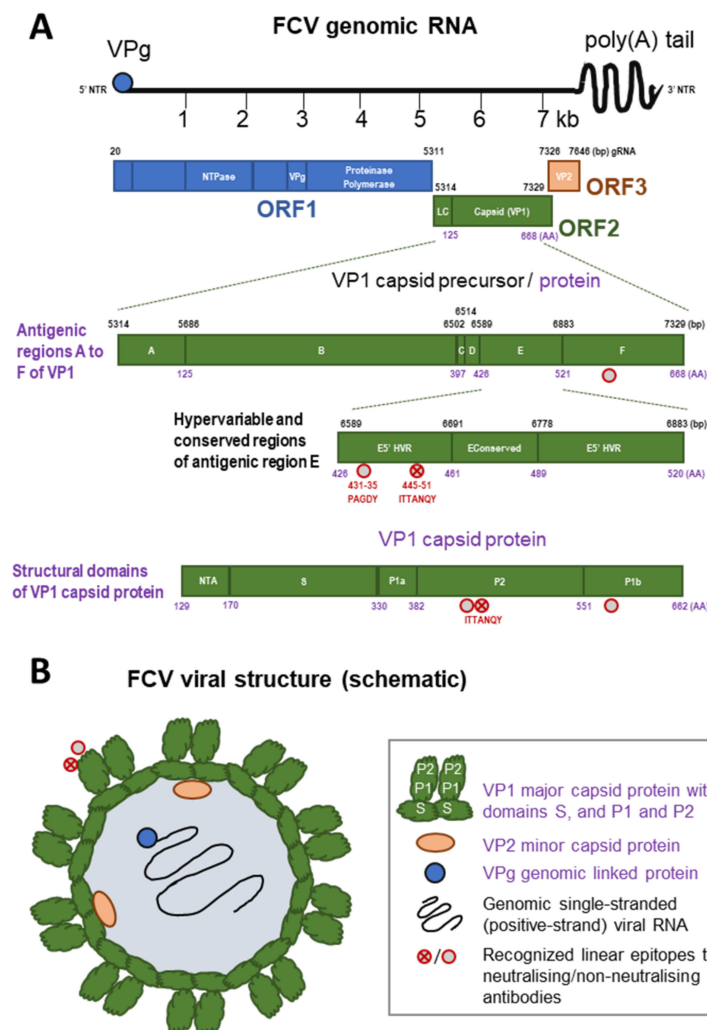 A
FCV genomic RNA
VPg
poly(A) tail
5' NTR
3' NTR
1 2 3 4 5 6 7 kb
20
5311
7326
7646 (bp) gRNA
NTPase
VPg
Proteinase
Polymerase
VP2
ORF3
ORF1
5314
7329
LC
Capsid (VP1)
ORF2
125
668 (AA)
VP1 capsid precursor/ protein
6514
5314 5686 6502 6589 6883 7329 (bp)
Antigenic
regions A to
F of VP1
A B C D E F
125 397 426 521 668 (AA)
Hypervariable and
conserved regions
of antigenic region E
6589 6691 6778 6883 (bp)
E5' HVR EConserved E5' HVR
426 461 489 520 (AA)
431-35 445-51
PAGDY ITTANQY
VP1 capsid protein
Structural domains
of VP1 capsid protein
NTA S P1a P2 P1b
129 170 330 382 551 662 (AA)
ITTANQY
B
FCV viral structure (schematic)
P2 P2
P1 P1
S S
VP1 major capsid protein wit
domains S, and P1 and P2
VP2 minor capsid protein
VPg genomic linked protein
Genomic single-stranded
(positive-strand) viral RNA
/
Recognized linear epitopes t
neutralising/non-neutralising
antibodies